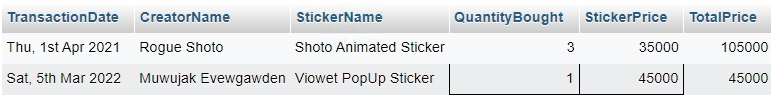 TransactionDate CreatorName StickerName QuantityBought StickerPrice TotalPrice
Thu, 1st Apr 2021 Rogue Shoto Shoto Animated Sticker 3 35000 105000
Sat, 5th Mar 2022 Muwujak Evewgawden Viowet PopUp Sticker 1 45000 45000